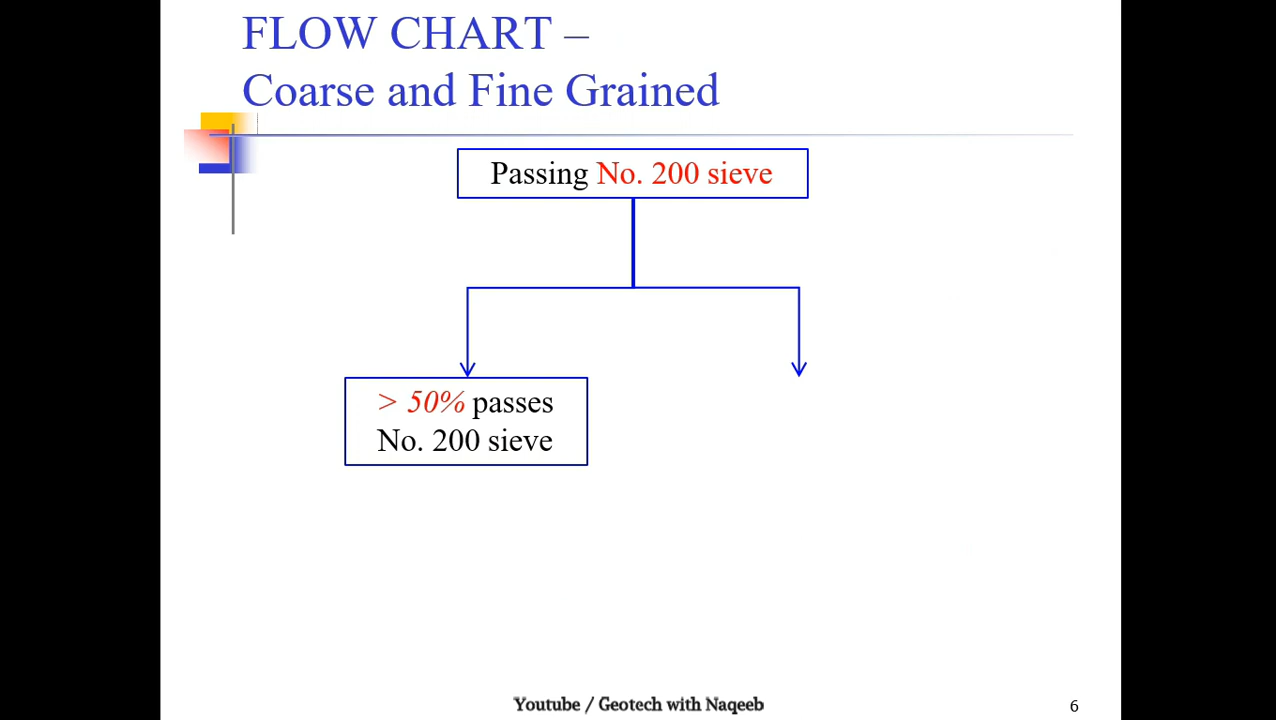 FLOW CHART –
Coarse and Fine Grained
Passing No. 200 sieve
> 50% passes
No. 200 sieve
Youtube / Geotech with Naqeeb
6